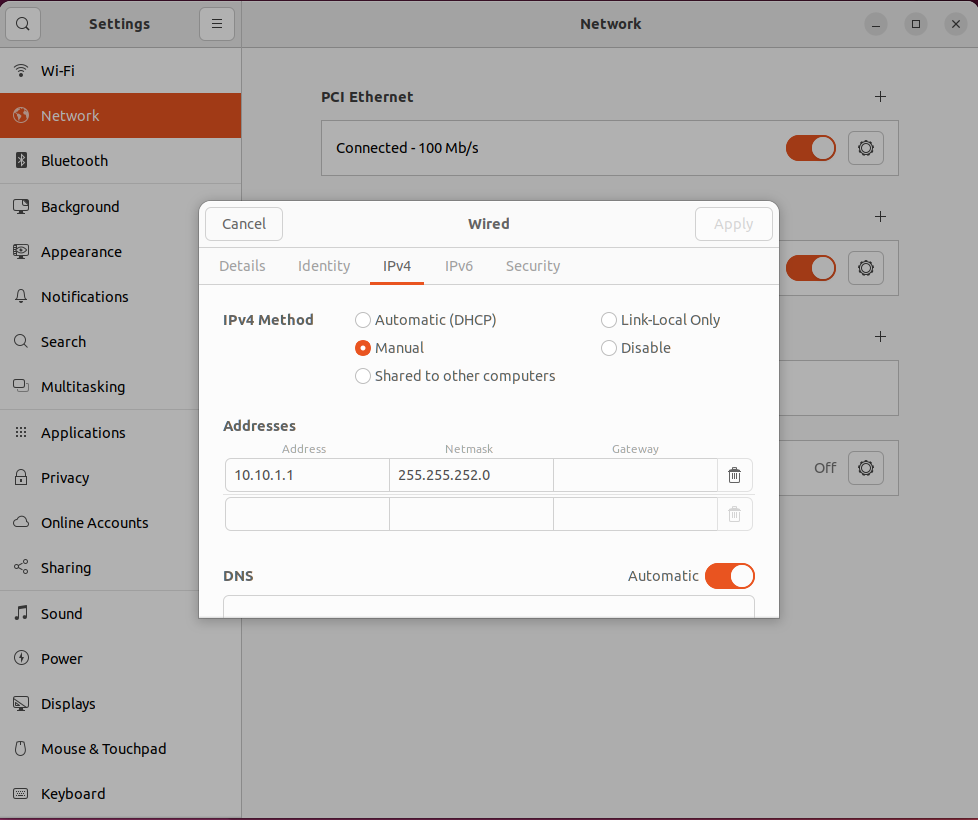 Settings
Network
Wi-Fi
Network
Bluetooth
Background
Appearance
Notifications
Search
Multitasking
Applications
Privacy
Online Accounts
Sharing
Sound
Power
Displays
Mouse & Touchpad
Keyboard
PCI Ethernet
Connected - 100 Mb/s
Off
Cancel
Wired
Apply
Details Identity IPv4 IPv6 Security
IPv4 Method
Automatic (DHCP) Link-Local Only
Manual Disable
Shared to other computers
Addresses
Address Netmask Gateway
10.10.1.1 255.255.252.0
DNS Automatic